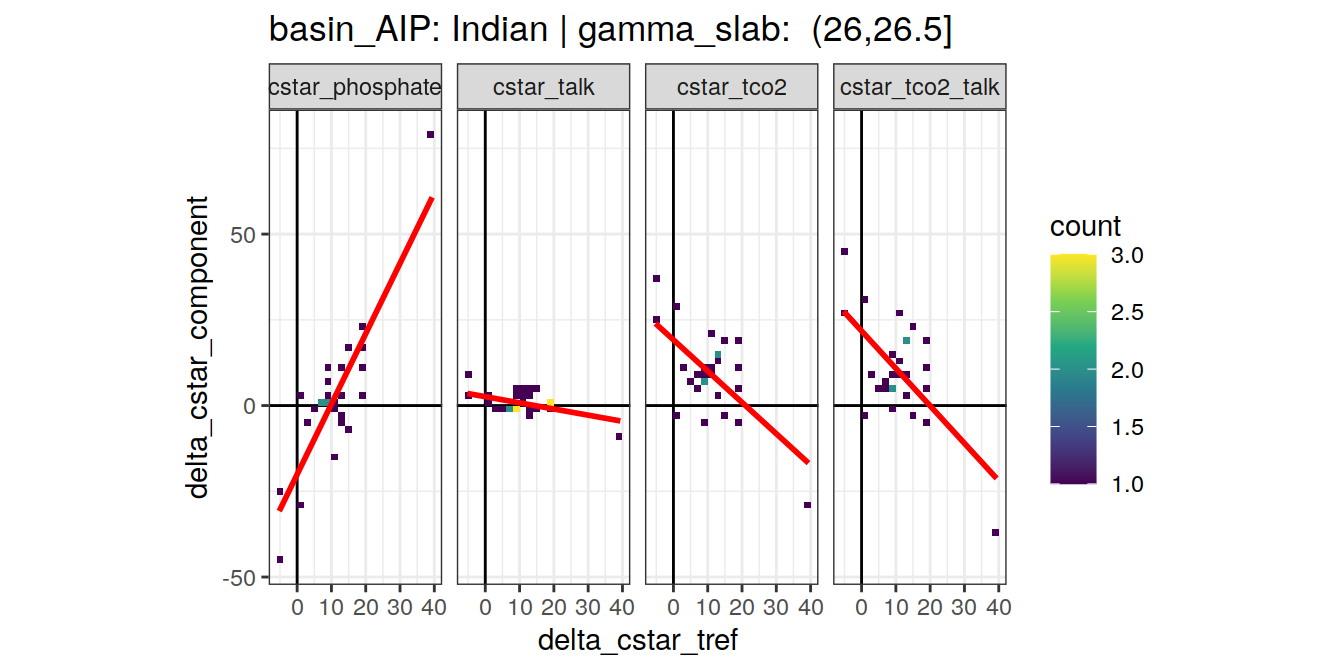 basin_AIP: Indian | gamma_slab:  (26,26.5]
cstar_phosphate cstar_talk cstar_tco2 cstar_tco2_talk
delta_cstar_component
50
0
-50
0 10 20 30 40 0 10 20 30 40 0 10 20 30 40 0 10 20 30 40
delta_cstar_tref
count
3.0
2.5
2.0
1.5
1.0